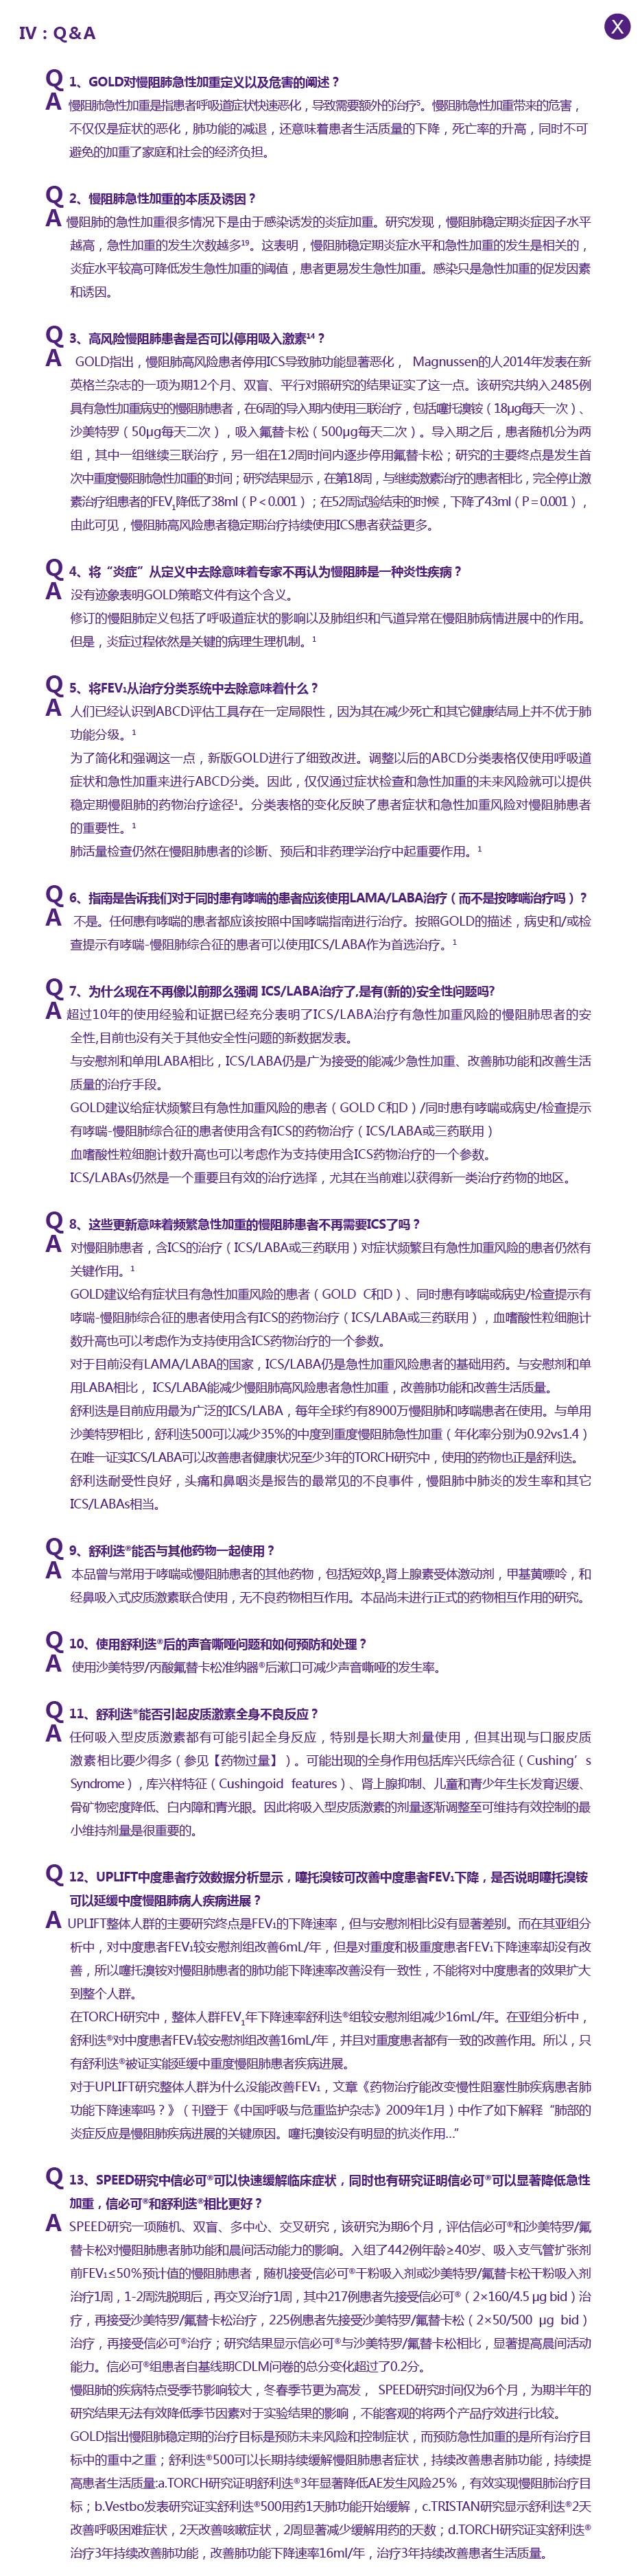 IV：Q&A
X
Q 1、GOLD对慢阻肺急性加重定义以及危害的阐述？
A 慢阻肺急性加重是指患者呼吸道症状快速恶化，导致需要额外的治疗⁵。慢阻肺急性加重带来的危害，
不仅仅是症状的恶化，肺功能的减退，还意味着患者生活质量的下降，死亡率的升高，同时不可
避免的加重了家庭和社会的经济负担。
Q 2、慢阻肺急性加重的本质及诱因？
A 慢阻肺的急性加重很多情况下是由于感染诱发的炎症加重。研究发现，慢阻肺稳定期炎症因子水平
越高，急性加重的发生次数越多¹⁹。这表明，慢阻肺稳定期炎症水平和急性加重的发生是相关的，
炎症水平较高可降低发生急性加重的阈值，患者更易发生急性加重。感染只是急性加重的促发因素
和诱因。
Q 3、高风险慢阻肺患者是否可以停用吸入激素¹⁴？
A GOLD指出，慢阻肺高风险患者停用ICS导致肺功能显著恶化， Magnussen的人2014年发表在新
英格兰杂志的一项为期12个月、双盲、平行对照研究的结果证实了这一点。该研究共纳入2485例
具有急性加重病史的慢阻肺患者，在6周的导入期内使用三联治疗，包括噻托溴铵（18μg每天一次）、
沙美特罗（50μg每天二次），吸入氟替卡松（500μg每天二次）。导入期之后，患者随机分为两
组，其中一组继续三联治疗，另一组在12周时间内逐步停用氟替卡松；研究的主要终点是发生首
次中重度慢阻肺急性加重的时间；研究结果显示，在第18周，与继续激素治疗的患者相比，完全停止激
素治疗组患者的FEV₁降低了38ml（P＜0.001）；在52周试验结束的时候，下降了43ml（P＝0.001），
由此可见，慢阻肺高风险患者稳定期治疗持续使用ICS患者获益更多。
Q 4、将“炎症”从定义中去除意味着专家不再认为慢阻肺是一种炎性疾病？
A 没有迹象表明GOLD策略文件有这个含义。
修订的慢阻肺定义包括了呼吸道症状的影响以及肺组织和气道异常在慢阻肺病情进展中的作用。
但是，炎症过程依然是关键的病理生理机制。¹
Q 5、将FEV₁从治疗分类系统中去除意味着什么？
A 人们已经认识到ABCD评估工具存在一定局限性，因为其在减少死亡和其它健康结局上并不优于肺
功能分级。¹
为了简化和强调这一点，新版GOLD进行了细致改进。调整以后的ABCD分类表格仅使用呼吸道
症状和急性加重来进行ABCD分类。因此，仅仅通过症状检查和急性加重的未来风险就可以提供
稳定期慢阻肺的药物治疗途径¹。分类表格的变化反映了患者症状和急性加重风险对慢阻肺患者
的重要性。¹
肺活量检查仍然在慢阻肺患者的诊断、预后和非药理学治疗中起重要作用。¹
Q 6、指南是告诉我们对于同时患有哮喘的患者应该使用LAMA/LABA治疗（而不是按哮喘治疗吗）？
A 不是。任何患有哮喘的患者都应该按照中国哮喘指南进行治疗。按照GOLD的描述，病史和/或检
查提示有哮喘-慢阻肺综合征的患者可以使用ICS/LABA作为首选治疗。¹
Q 7、为什么现在不再像以前那么强调 ICS/LABA治疗了,是有(新的)安全性问题吗?
A 超过10年的使用经验和证据已经充分表明了ICS/LABA治疗有急性加重风险的慢阻肺思者的安
全性,目前也没有关于其他安全性问题的新数据发表。
与安慰剂和单用LABA相比，ICS/LABA仍是广为接受的能减少急性加重、改善肺功能和改善生活
质量的治疗手段。
GOLD建议给症状频繁且有急性加重风险的患者（GOLD C和D）/同时患有哮喘或病史/检查提示
有哮喘-慢阻肺综合征的患者使用含有ICS的药物治疗（ICS/LABA或三药联用）
血嗜酸性粒细胞计数升高也可以考虑作为支持使用含ICS药物治疗的一个参数。
ICS/LABAs仍然是一个重要且有效的治疗选择，尤其在当前难以获得新一类治疗药物的地区。
Q 8、这些更新意味着频繁急性加重的慢阻肺患者不再需要ICS了吗？
A 对慢阻肺患者，含ICS的治疗（ICS/LABA或三药联用）对症状频繁且有急性加重风险的患者仍然有
关键作用。¹
GOLD建议给有症状且有急性加重风险的患者（GOLD C和D）、同时患有哮喘或病史/检查提示有
哮喘-慢阻肺综合征的患者使用含有ICS的药物治疗（ICS/LABA或三药联用），血嗜酸性粒细胞计
数升高也可以考虑作为支持使用含ICS药物治疗的一个参数。
对于目前没有LAMA/LABA的国家，ICS/LABA仍是急性加重风险患者的基础用药。与安慰剂和单
用LABA相比， ICS/LABA能减少慢阻肺高风险患者急性加重，改善肺功能和改善生活质量。
舒利迭是目前应用最为广泛的ICS/LABA，每年全球约有8900万慢阻肺和哮喘患者在使用。与单用
沙美特罗相比，舒利迭500可以减少35%的中度到重度慢阻肺急性加重（年化率分别为0.92vs1.4）
在唯一证实ICS/LABA可以改善患者健康状况至少3年的TORCH研究中，使用的药物也正是舒利迭。
舒利迭耐受性良好，头痛和鼻咽炎是报告的最常见的不良事件，慢阻肺中肺炎的发生率和其它
ICS/LABAs相当。
Q 9、舒利迭®能否与其他药物一起使用？
A 本品曾与常用于哮喘或慢阻肺患者的其他药物，包括短效β₂肾上腺素受体激动剂，甲基黄嘌呤，和
经鼻吸入式皮质激素联合使用，无不良药物相互作用。本品尚未进行正式的药物相互作用的研究。
Q 10、使用舒利迭®后的声音嘶哑问题和如何预防和处理？
A 使用沙美特罗/丙酸氟替卡松准纳器®后漱口可减少声音嘶哑的发生率。
Q 11、舒利迭®能否引起皮质激素全身不良反应？
A 任何吸入型皮质激素都有可能引起全身反应，特别是长期大剂量使用，但其出现与口服皮质
激素相比要少得多（参见【药物过量】）。可能出现的全身作用包括库兴氏综合征（Cushing’s
Syndrome），库兴样特征（Cushingoid features）、肾上腺抑制、儿童和青少年生长发育迟缓、
骨矿物密度降低、白内障和青光眼。因此将吸入型皮质激素的剂量逐渐调整至可维持有效控制的最
小维持剂量是很重要的。
Q 12、UPLIFT中度患者疗效数据分析显示，噻托溴铵可改善中度患者FEV₁下降，是否说明噻托溴铵
可以延缓中度慢阻肺病人疾病进展？
A UPLIFT整体人群的主要研究终点是FEV₁的下降速率，但与安慰剂相比没有显著差别。而在其亚组分
析中，对中度患者FEV₁较安慰剂组改善6mL/年，但是对重度和极重度患者FEV₁下降速率却没有改
善，所以噻托溴铵对慢阻肺患者的肺功能下降速率改善没有一致性，不能将对中度患者的效果扩大
到整个人群。
在TORCH研究中，整体人群FEV₁年下降速率舒利迭®组较安慰剂组减少16mL/年。在亚组分析中，
舒利迭®对中度患者FEV₁较安慰剂组改善16mL/年，并且对重度患者都有一致的改善作用。所以，只
有舒利迭®被证实能延缓中重度慢阻肺患者疾病进展。
对于UPLIFT研究整体人群为什么没能改善FEV₁，文章《药物治疗能改变慢性阻塞性肺疾病患者肺
功能下降速率吗？》（刊登于《中国呼吸与危重监护杂志》2009年1月）中作了如下解释“肺部的
炎症反应是慢阻肺疾病进展的关键原因。噻托溴铵没有明显的抗炎作用…”
Q 13、SPEED研究中信必可®可以快速缓解临床症状，同时也有研究证明信必可®可以显著降低急性
加重，信必可®和舒利迭®相比更好？
A SPEED研究一项随机、双盲、多中心、交叉研究，该研究为期6个月，评估信必可®和沙美特罗/氟
替卡松对慢阻肺患者肺功能和晨间活动能力的影响。入组了442例年龄≥40岁、吸入支气管扩张剂
前FEV₁≤50%预计值的慢阻肺患者，随机接受信必可®干粉吸入剂或沙美特罗/氟替卡松干粉吸入剂
治疗1周，1-2周洗脱期后，再交叉治疗1周，其中217例患者先接受信必可®（2×160/4.5 μg bid）治
疗，再接受沙美特罗/氟替卡松治疗，225例患者先接受沙美特罗/氟替卡松（2×50/500 μg bid）
治疗，再接受信必可®治疗；研究结果显示信必可®与沙美特罗/氟替卡松相比，显著提高晨间活动
能力。信必可®组患者自基线期CDLM问卷的总分变化超过了0.2分。
慢阻肺的疾病特点受季节影响较大，冬春季节更为高发， SPEED研究时间仅为6个月，为期半年的
研究结果无法有效降低季节因素对于实验结果的影响，不能客观的将两个产品疗效进行比较。
GOLD指出慢阻肺稳定期的治疗目标是预防未来风险和控制症状，而预防急性加重的是所有治疗目
标中的重中之重；舒利迭®500可以长期持续缓解慢阻肺患者症状，持续改善患者肺功能，持续提
高患者生活质量:a.TORCH研究证明舒利迭®3年显著降低AE发生风险25%，有效实现慢阻肺治疗目
标；b.Vestbo发表研究证实舒利迭®500用药1天肺功能开始缓解，c.TRISTAN研究显示舒利迭®2天
改善呼吸困难症状，2天改善咳嗽症状，2周显著减少缓解用药的天数；d.TORCH研究证实舒利迭®
治疗3年持续改善肺功能，改善肺功能下降速率16ml/年，治疗3年持续改善患者生活质量。